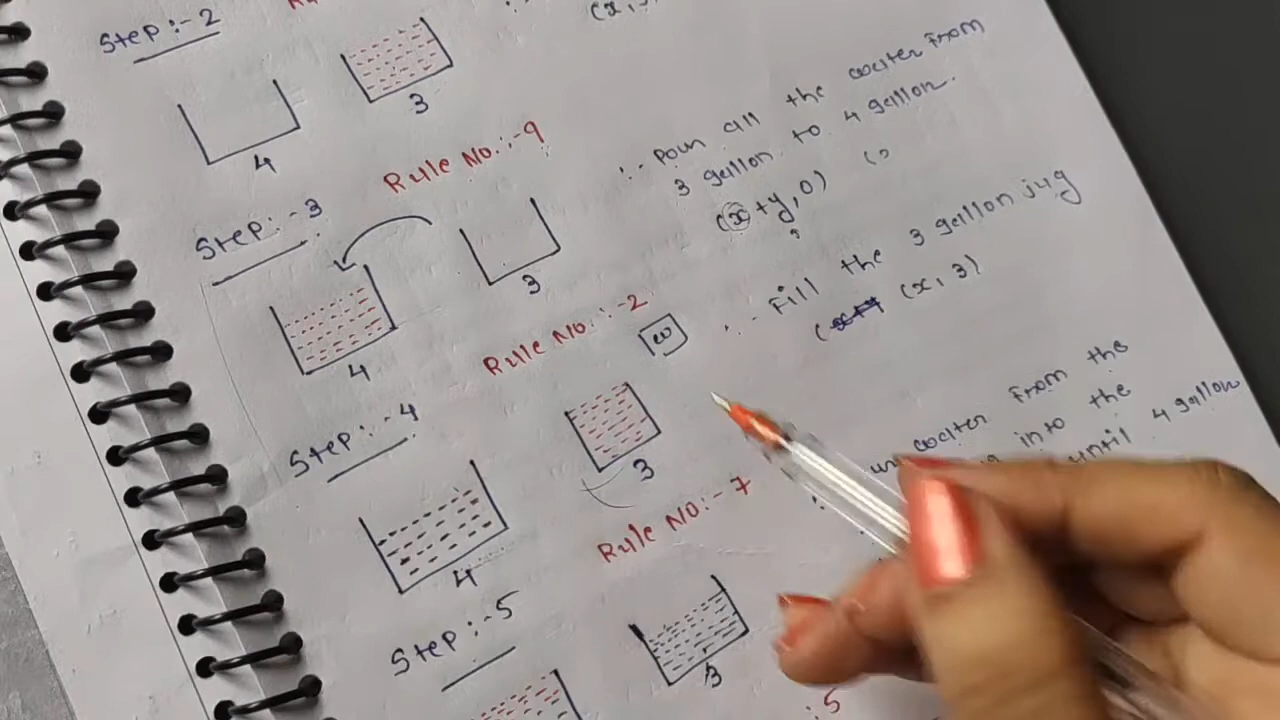 Step :- 2
3
4
Rule No. :- 9
∴ Pour all the water from
3 gallon to 4 gallon.
(x+y, 0)
Step :- 3
3
4
Rule No. :- 2
∴ Fill the 3 gallon jug
(x, 3)
Step :- 4
3
4
Rule No :- 7
water from the
into the
until 4 gallon
Step :- 5
3
:5